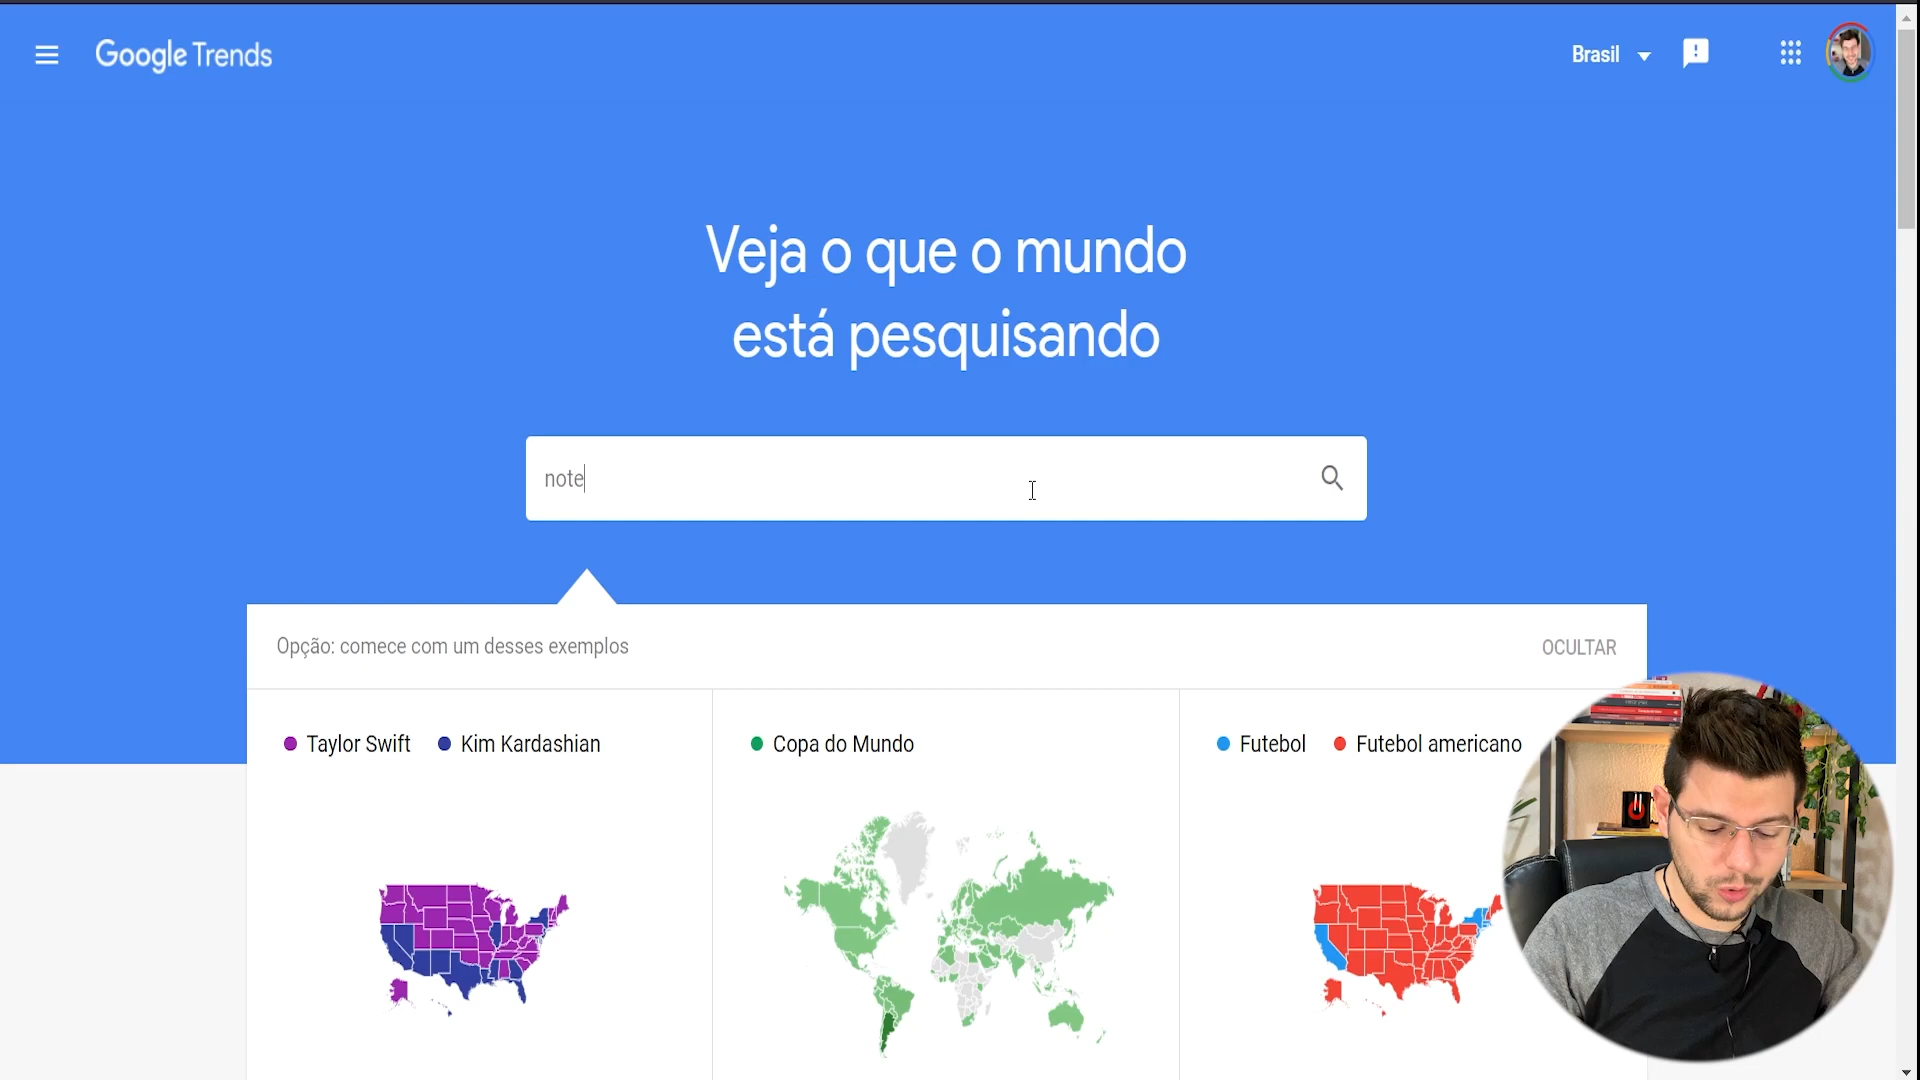 Google Trends
Brasil
Veja o que o mundo
está pesquisando
note
Opção: comece com um desses exemplos
OCULTAR
Taylor Swift
Kim Kardashian
Copa do Mundo
Futebol
Futebol americano